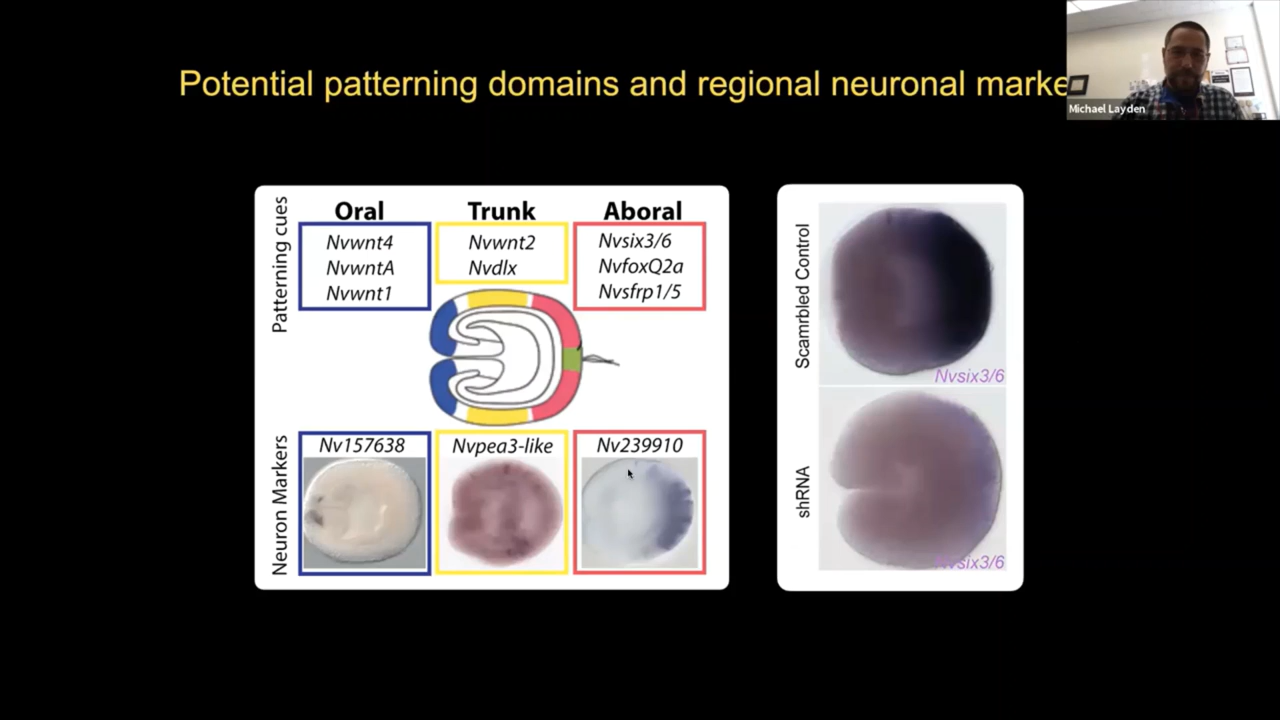 Potential patterning domains and regional neuronal marke
Michael Layden
Patterning cues
Oral
Trunk
Aboral
Nvwnt4
NvwntA
Nvwnt1
Nvwnt2
Nvdlx
Nvsix3/6
NvfoxQ2a
Nvsfrp1/5
Neuron Markers
Nv157638
Nvpea3-like
Nv239910
Scamrbled Control
Nvsix3/6
shRNA
Nvsix3/6